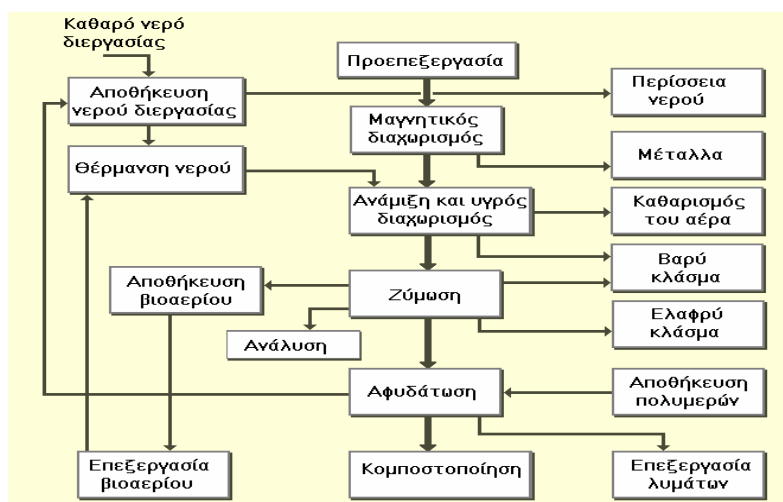 Καθαρό νερό
διεργασίας
Προεπεξεργασία
Αποθήκευση
νερού διεργασίας
Περίσσεια
νερού
Μαγνητικός
διαχωρισμός
Μέταλλα
Θέρμανση νερού
Ανάμιξη και υγρός
διαχωρισμός
Καθαρισμός
του αέρα
Βαρύ
κλάσμα
Αποθήκευση
βιοαερίου
Ζύμωση
Ελαφρύ
κλάσμα
Ανάλυση
Αφυδάτωση
Αποθήκευση
πολυμερών
Επεξεργασία
βιοαερίου
Κομποστοποίηση
Επεξεργασία
λυμάτων